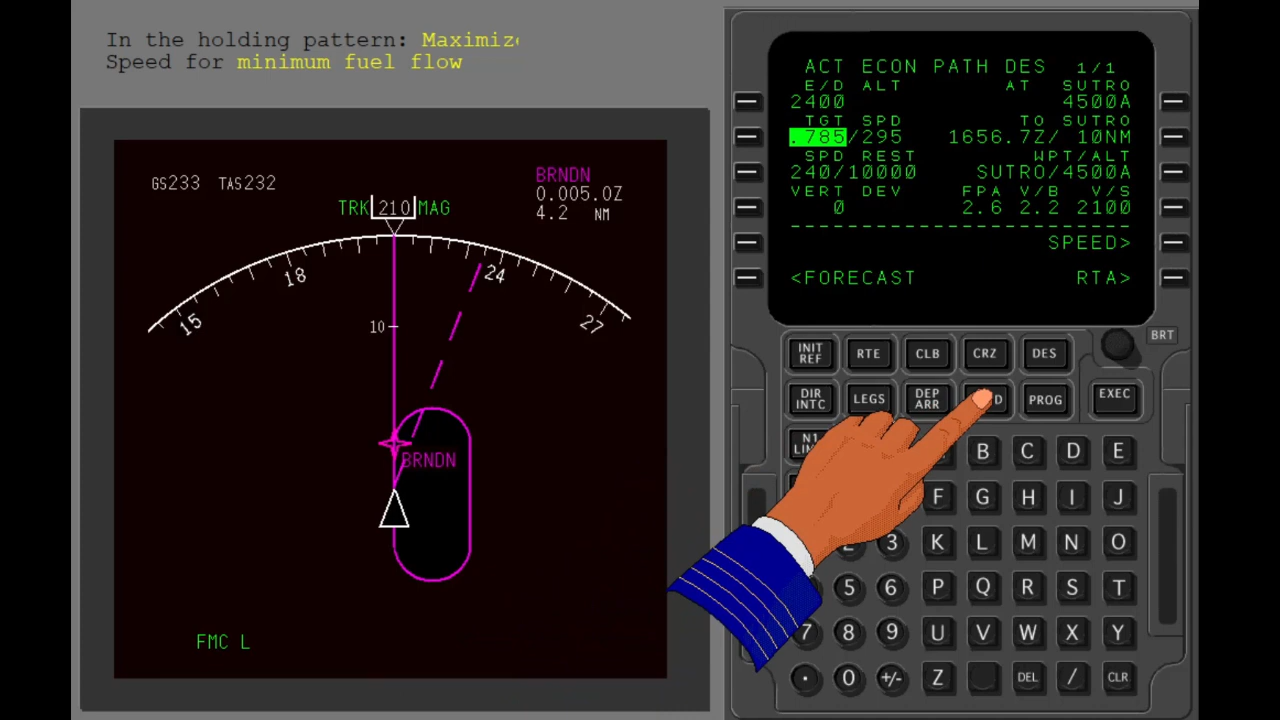 In the holding pattern: Maximize
Speed for minimum fuel flow
GS233 TAS232
TRK 210 MAG
BRNDN
0.005.0Z
4.2 NM
15
18
24
27
10
BRNDN
FMC L
ACT ECON PATH DES 1/1
E/D ALT AT SUTRO
2400 4500A
TGT SPD TO SUTRO
.785/295 1656.7Z/ 10NM
SPD REST WPT/ALT
240/10000 SUTRO/4500A
VERT DEV FPA V/B V/S
0 2.6 2.2 2100
--------------------------------
SPEED>
<FORECAST RTA>
BRT
INIT REF RTE CLB CRZ DES
DIR INTC LEGS DEP ARR D PROG EXEC
N1 B C D E
F G H I J
2 3 K L M N O
5 6 P Q R S T
7 8 9 U V W X Y
. 0 +/- Z DEL / CLR